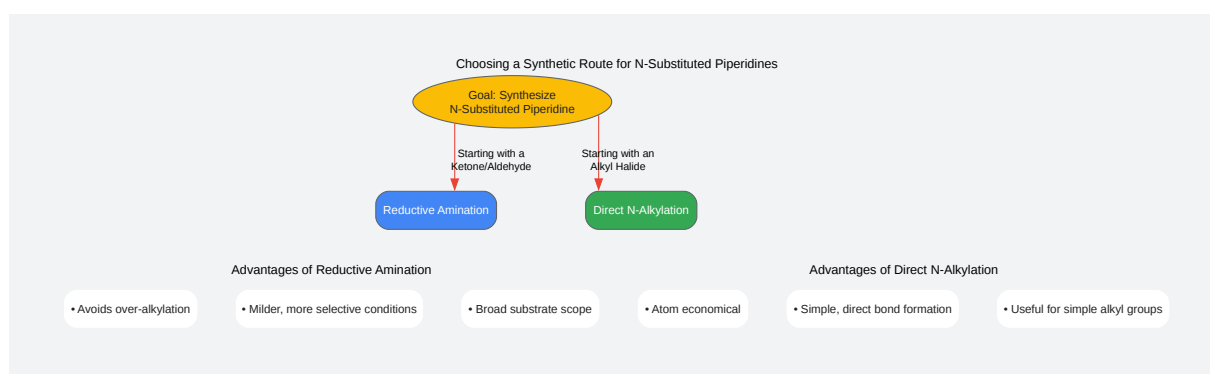 Choosing a Synthetic Route for N-Substituted Piperidines
Goal: Synthesize
N-Substituted Piperidine
Starting with a
Ketone/Aldehyde
Starting with an
Alkyl Halide
Reductive Amination
Direct N-Alkylation
Advantages of Reductive Amination
• Avoids over-alkylation
• Milder, more selective conditions
• Broad substrate scope
Advantages of Direct N-Alkylation
• Atom economical
• Simple, direct bond formation
• Useful for simple alkyl groups